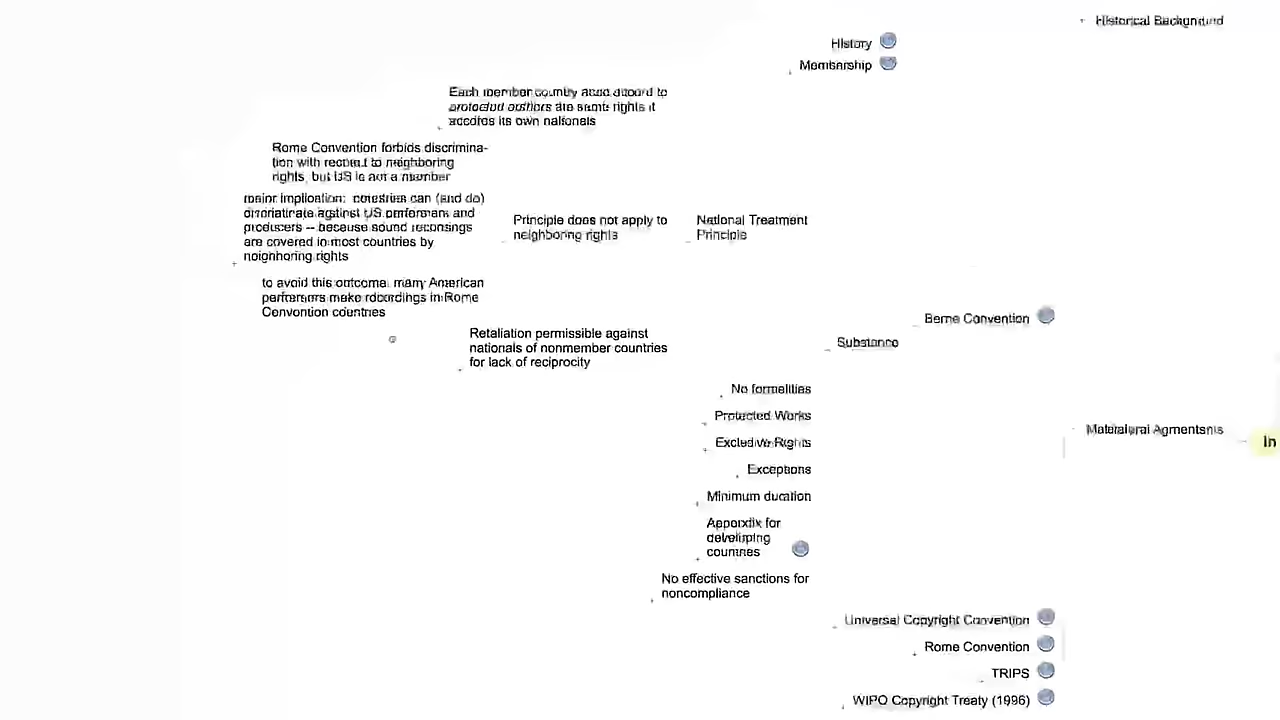 Historical Background
History
Membership
Each member country must accord to
protected authors the same rights it
accords its own nationals
Rome Convention forbids discrimina-
tion with respect to neighboring
rights, but US is not a member
major implication: countries can (and do)
discriminate against US performers and
producers -- because sound recordings
are covered in most countries by
neighboring rights
Principle does not apply to
neighboring rights
National Treatment
Principle
to avoid this outcome, many American
performers make recordings in Rome
Convention countries
Berne Convention
Substance
Retaliation permissible against
nationals of nonmember countries
for lack of reciprocity
No formalities
Protected Works
Exclusive Rights
Multilateral Agreements
In
Exceptions
Minimum duration
Appendix for
developing
countries
No effective sanctions for
noncompliance
Universal Copyright Convention
Rome Convention
TRIPS
WIPO Copyright Treaty (1996)